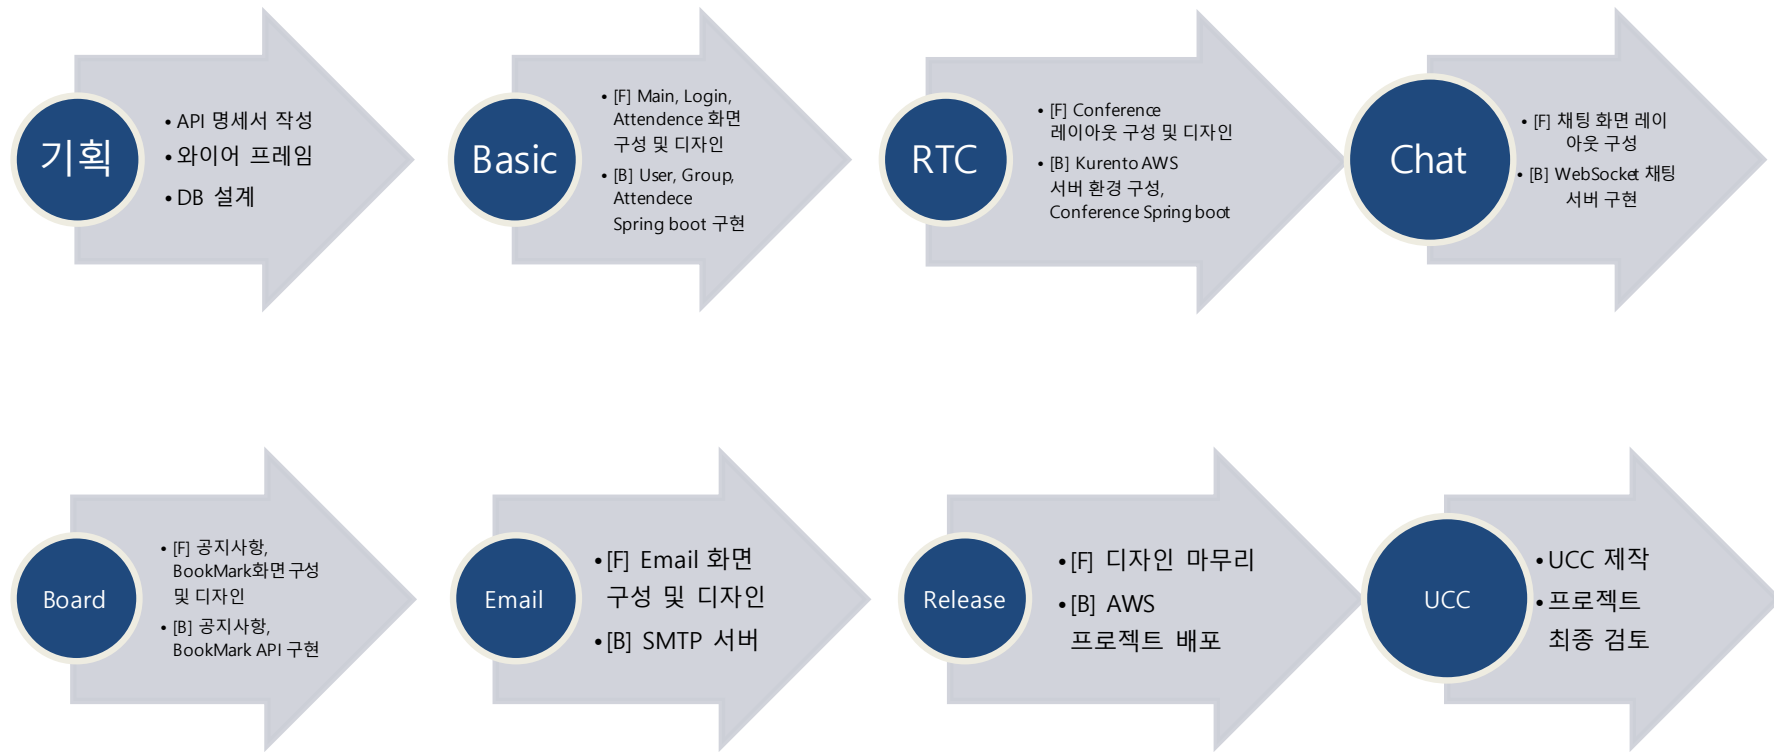 기획
• API 명세서 작성
• 와이어 프레임
• DB 설계
Basic
• [F] Main, Login,
Attendence 화면
구성 및 디자인
• [B] User, Group,
Attendece
Spring boot 구현
RTC
• [F] Conference
레이아웃 구성 및 디자인
• [B] Kurento AWS
서버 환경 구성,
Conference Spring boot
Chat
• [F] 채팅 화면 레이
아웃 구성
• [B] WebSocket 채팅
서버 구현
Board
• [F] 공지사항,
BookMark화면 구성
및 디자인
• [B] 공지사항,
BookMark API 구현
Email
• [F] Email 화면
구성 및 디자인
• [B] SMTP 서버
Release
• [F] 디자인 마무리
• [B] AWS
프로젝트 배포
UCC
• UCC 제작
• 프로젝트
최종 검토